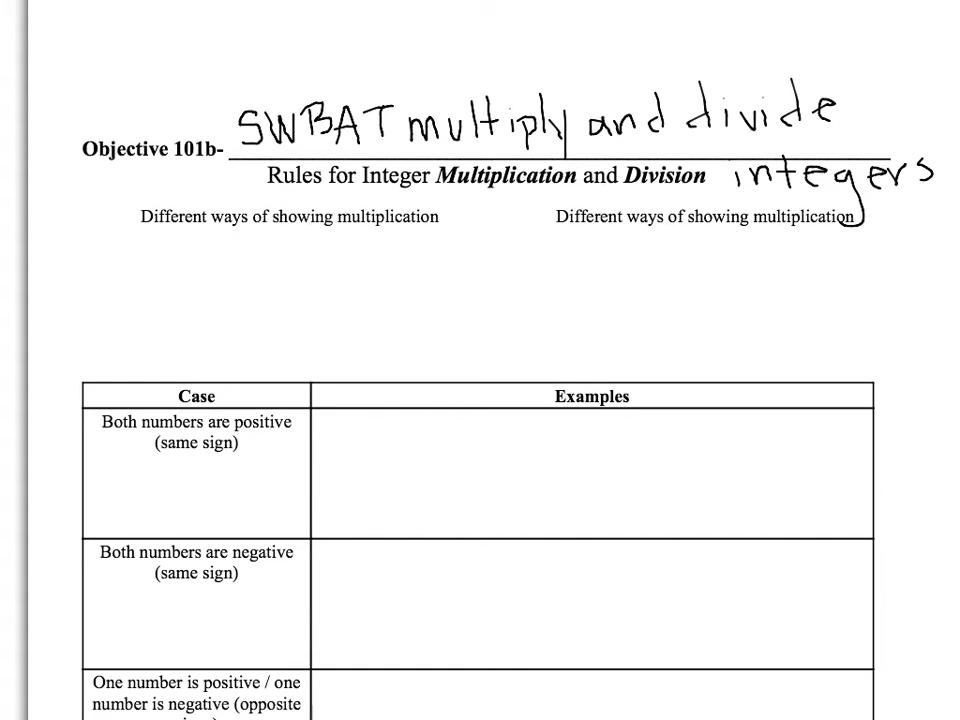 SWBAT multiply and divide
Objective 101b-
Rules for Integer Multiplication and Division integers
Different ways of showing multiplication Different ways of showing multiplication
Case Examples
Both numbers are positive
(same sign)
Both numbers are negative
(same sign)
One number is positive / one
number is negative (opposite